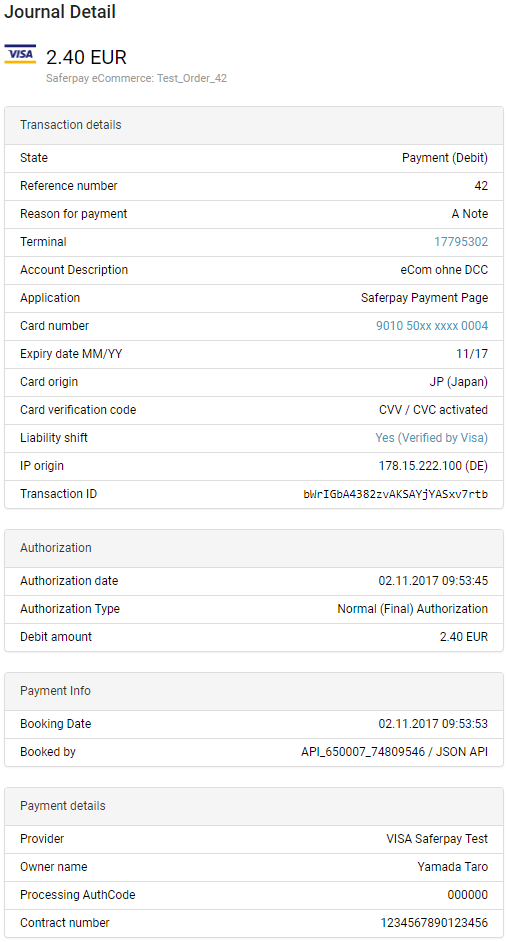 Journal Detail
VISA 2.40 EUR
Saferpay eCommerce: Test_Order_42
Transaction details
State Payment (Debit)
Reference number 42
Reason for payment A Note
Terminal 17795302
Account Description eCom ohne DCC
Application Saferpay Payment Page
Card number 9010 50xx xxxx 0004
Expiry date MM/YY 11/17
Card origin JP (Japan)
Card verification code CVV / CVC activated
Liability shift Yes (Verified by Visa)
IP origin 178.15.222.100 (DE)
Transaction ID bWrIGbA4382zvAKSAYjYASxv7rtb
Authorization
Authorization date 02.11.2017 09:53:45
Authorization Type Normal (Final) Authorization
Debit amount 2.40 EUR
Payment Info
Booking Date 02.11.2017 09:53:53
Booked by API_650007_74809546 / JSON API
Payment details
Provider VISA Saferpay Test
Owner name Yamada Taro
Processing AuthCode 000000
Contract number 1234567890123456